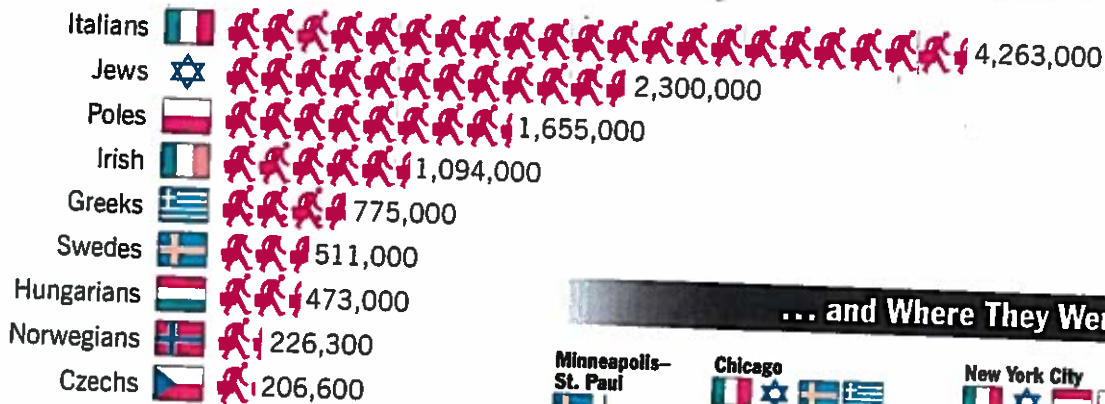 Italians 4,263,000
Jews 2,300,000
Poles 1,655,000
Irish 1,094,000
Greeks 775,000
Swedes 511,000
Hungarians 473,000
Norwegians 226,300
Czechs 206,600
... and Where They
Minneapolis–
St. Paul
Chicago
New York City